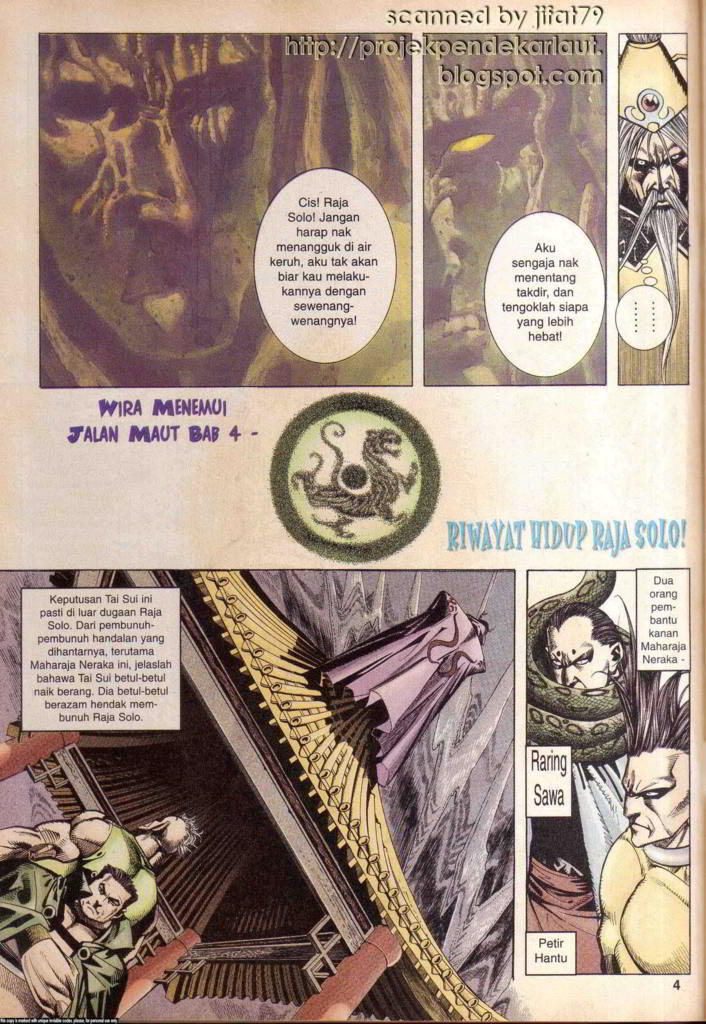 scanned by jifat79
http://projekpendekarlaut.
blogspot.com
Cis! Raja
Solo! Jangan
harap nak
menangguk di air
keruh, aku tak akan
biar kau melaku-
kannya dengan
sewenang-
wenangnya!
Aku
sengaja nak
menentang
takdir, dan
tengoklah siapa
yang lebih
hebat!
WIRA MENEMUI
JALAN MAUT BAB 4 -
RIWAYAT HIDUP RAJA SOLO!
Keputusan Tai Sui ini
pasti di luar dugaan Raja
Solo. Dari pembunuh-
pembunuh handalan yang
dihantarnya, terutama
Maharaja Neraka ini, jelaslah
bahawa Tai Sui betul-betul
naik berang. Dia betul-betul
berazam hendak mem-
bunuh Raja Solo.
Dua
orang
pem-
bantu
kanan
Maharaja
Neraka -
Raring
Sawa
Petir
Hantu
4